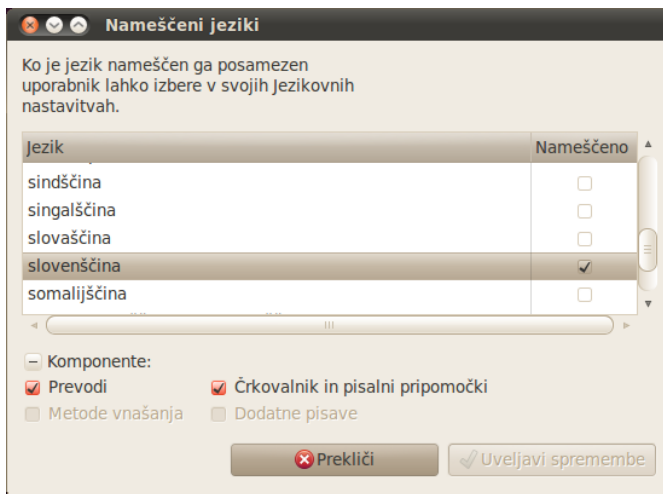 Nameščeni jeziki
Ko je jezik nameščen ga posamezen
uporabnik lahko izbere v svojih Jezikovnih
nastavitvah.
Jezik Nameščeno
sindščina
singalščina
slovaščina
slovenščina
somalijščina
Komponente:
Prevodi Črkovalnik in pisalni pripomočki
Metode vnašanja Dodatne pisave
Prekliči Uveljavi spremembe